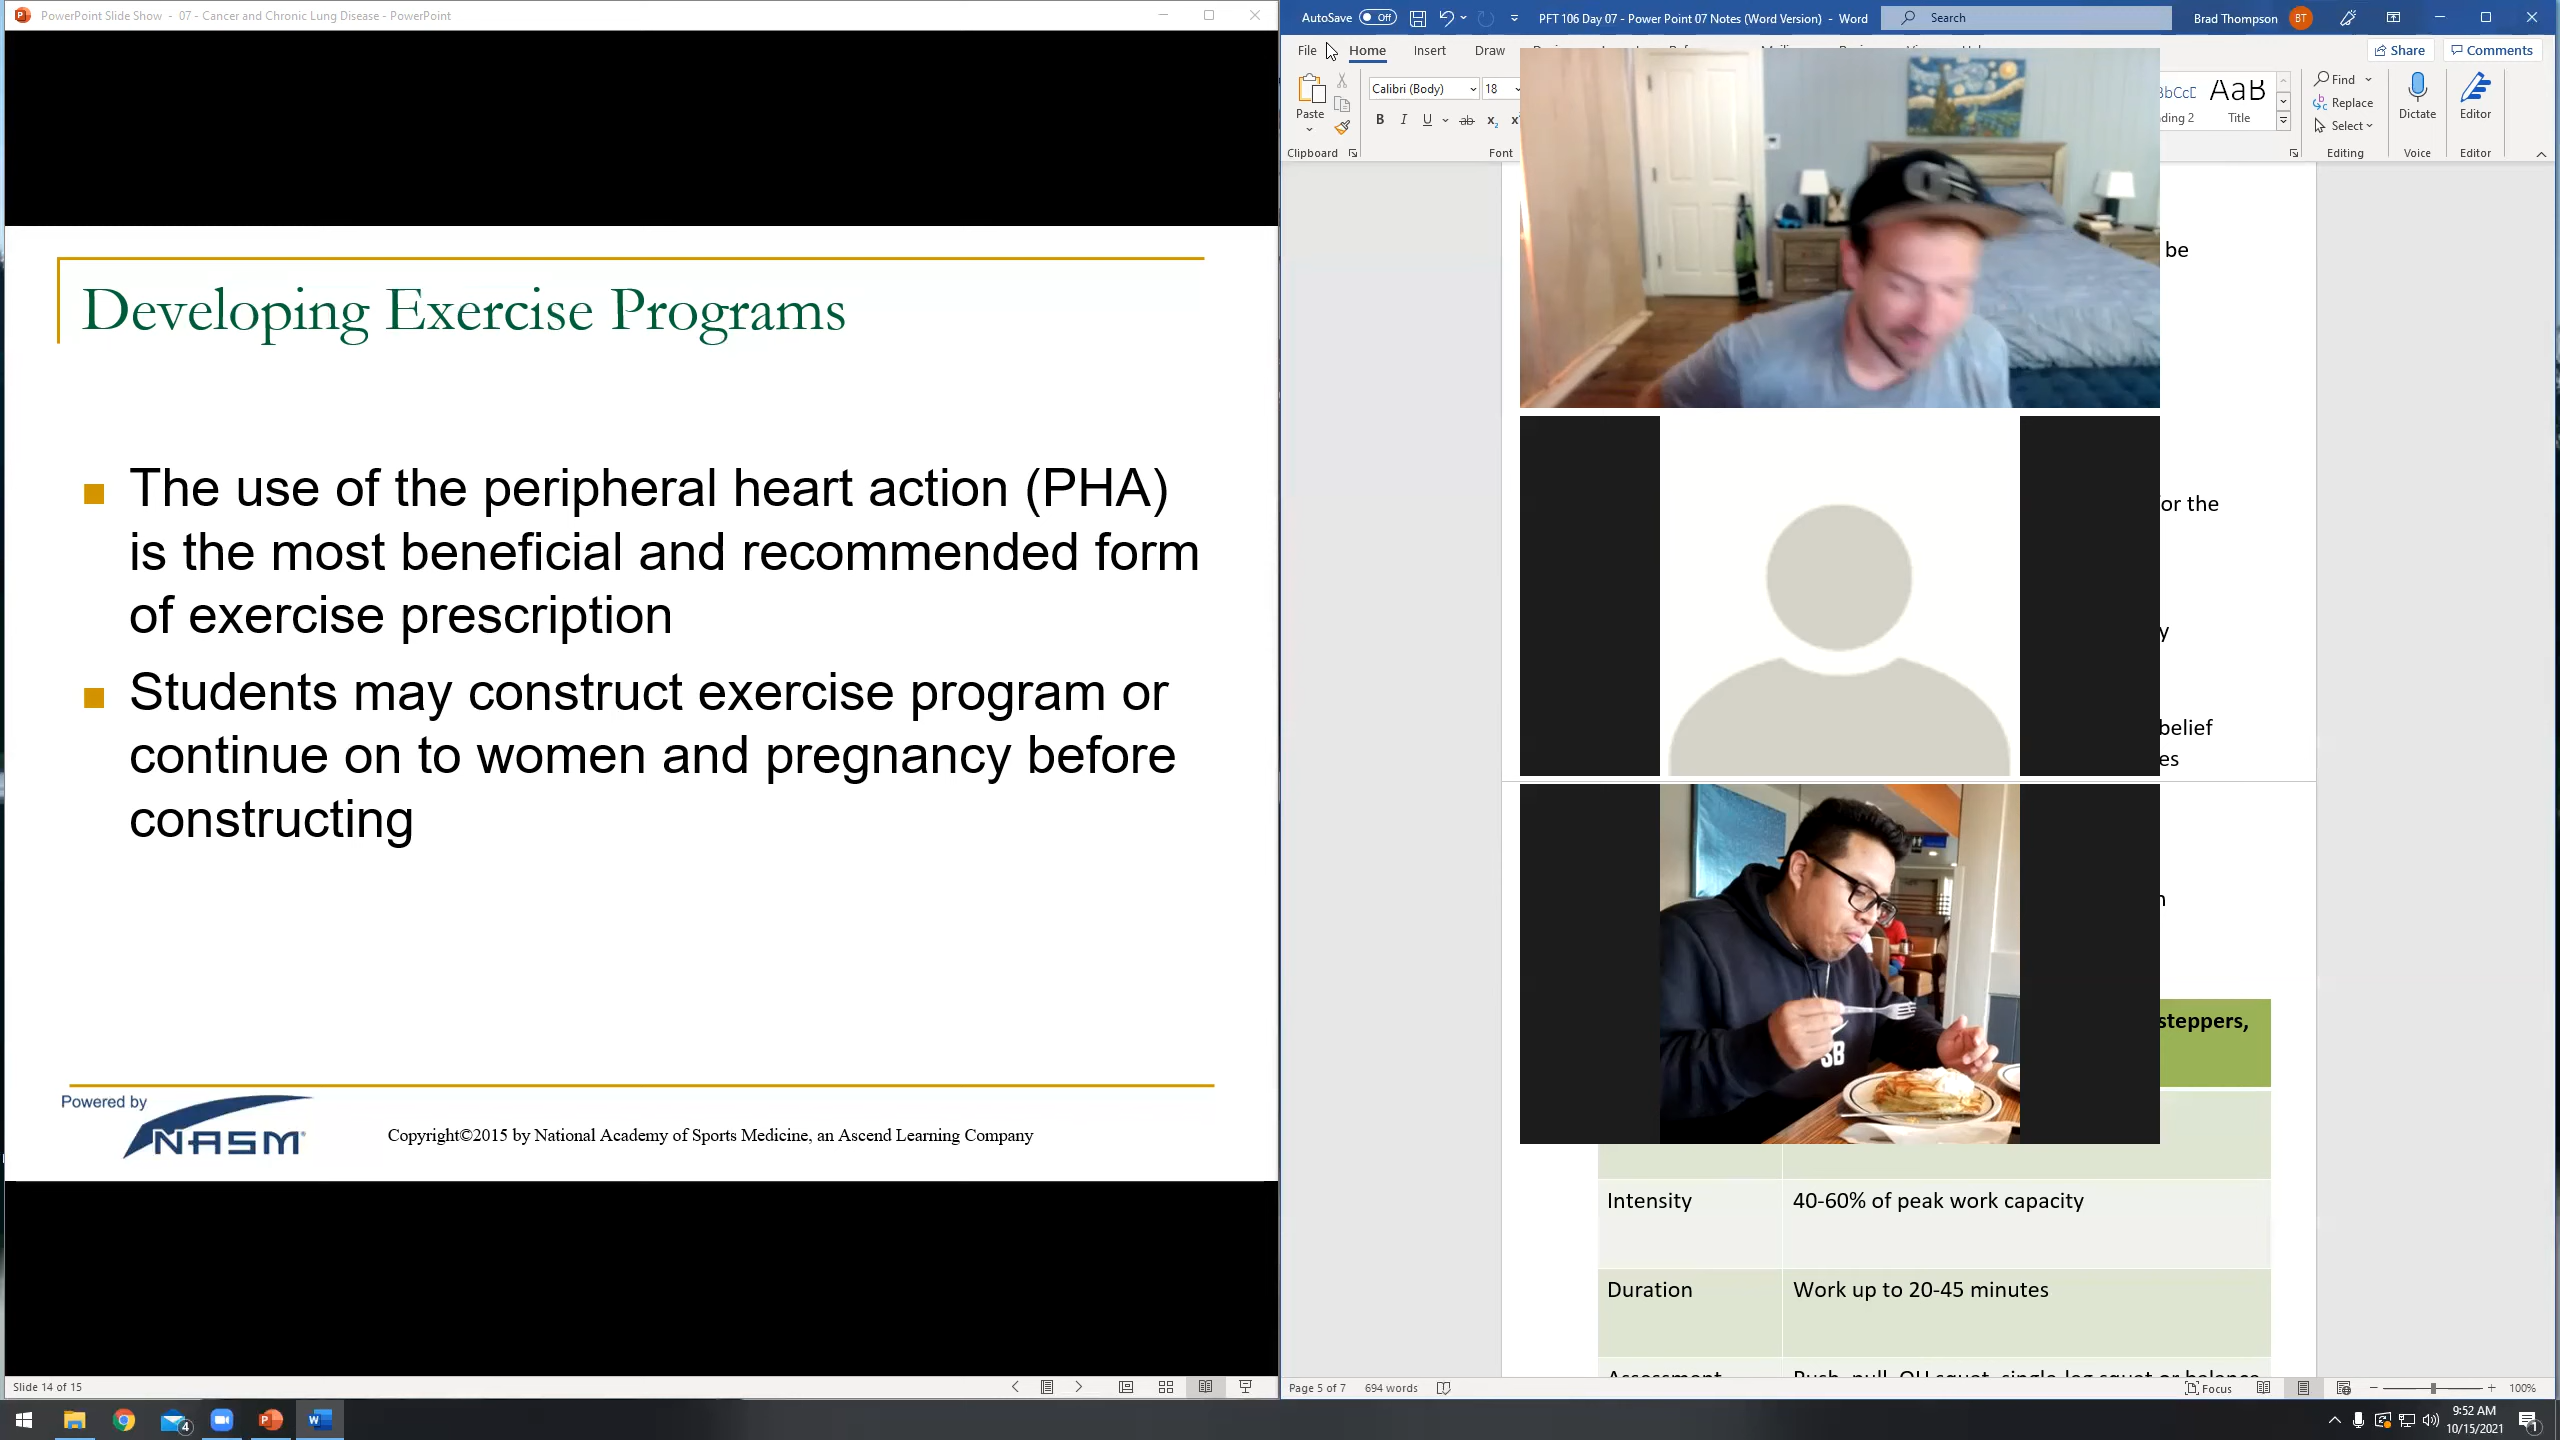 PowerPoint Slide Show - 07 - Cancer and Chronic Lung Disease - PowerPoint
Developing Exercise Programs
The use of the peripheral heart action (PHA)
is the most beneficial and recommended form
of exercise prescription
Students may construct exercise program or
continue on to women and pregnancy before
constructing
Powered by
NASM
Copyright©2015 by National Academy of Sports Medicine, an Ascend Learning Company
Slide 14 of 15
AutoSave Off
PFT 106 Day 07 - Power Point 07 Notes (Word Version) - Word
Search
Brad Thompson BT
File Home Insert Draw
Share Comments
Calibri (Body) 18
Paste
B I U ab x₂
Clipboard
Font
AaB
Title
Find
Replace
Select
Editing
Dictate
Voice
Editor
Editor
be
or the
y
belief
es
SB
steppers,
Intensity 40-60% of peak work capacity
Duration Work up to 20-45 minutes
Page 5 of 7 694 words
Focus
100%
4
9:52 AM
10/15/2021
1